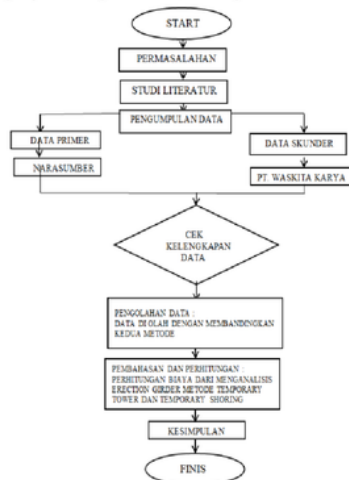 START
PERMASALAHAN
STUDI LITERATUR
PENGUMPULAN DATA
DATA PRIMER
DATA SKUNDER
NARASUMBER
PT. WASKITA KARYA
CEK
KELENGKAPAN
DATA
PENGOLAHAN DATA :
DATA DI OLAH DENGAN MEMBANDINGKAN
KEDUA METODE
PEMBAHASAN DAN PERHITUNGAN :
PERHITUNGAN BIAYA DARI MENGANALISIS
ERECTION GIRDER METODE TEMPORARY
TOWER DAN TEMPORARY SHORING
KESIMPULAN
FINIS